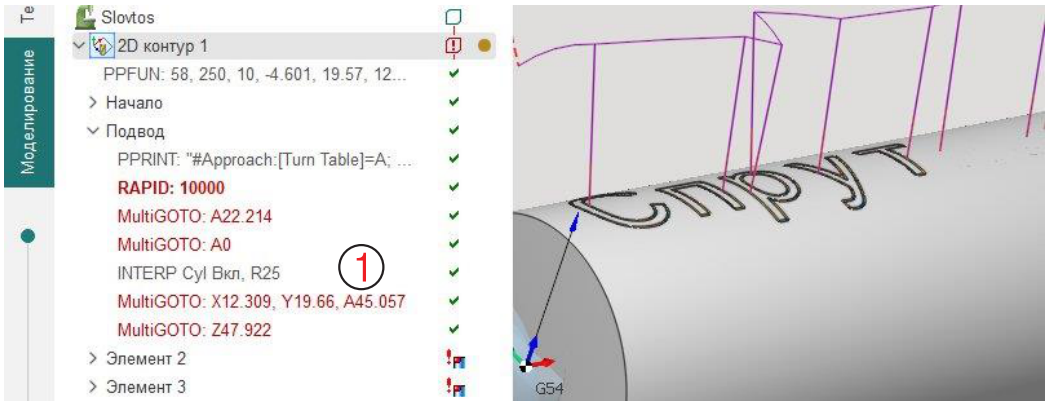 Те
Моделирование
Slovtos
2D контур 1
PPFUN: 58, 250, 10, -4.601, 19.57, 12...
Начало
Подвод
PPRINT: "#Approach:[Turn Table]=A; ...
RAPID: 10000
MultiGOTO: A22.214
MultiGOTO: A0
INTERP Cyl Вкл, R25
1
MultiGOTO: X12.309, Y19.66, A45.057
MultiGOTO: Z47.922
Элемент 2
Элемент 3
Спрут
G54